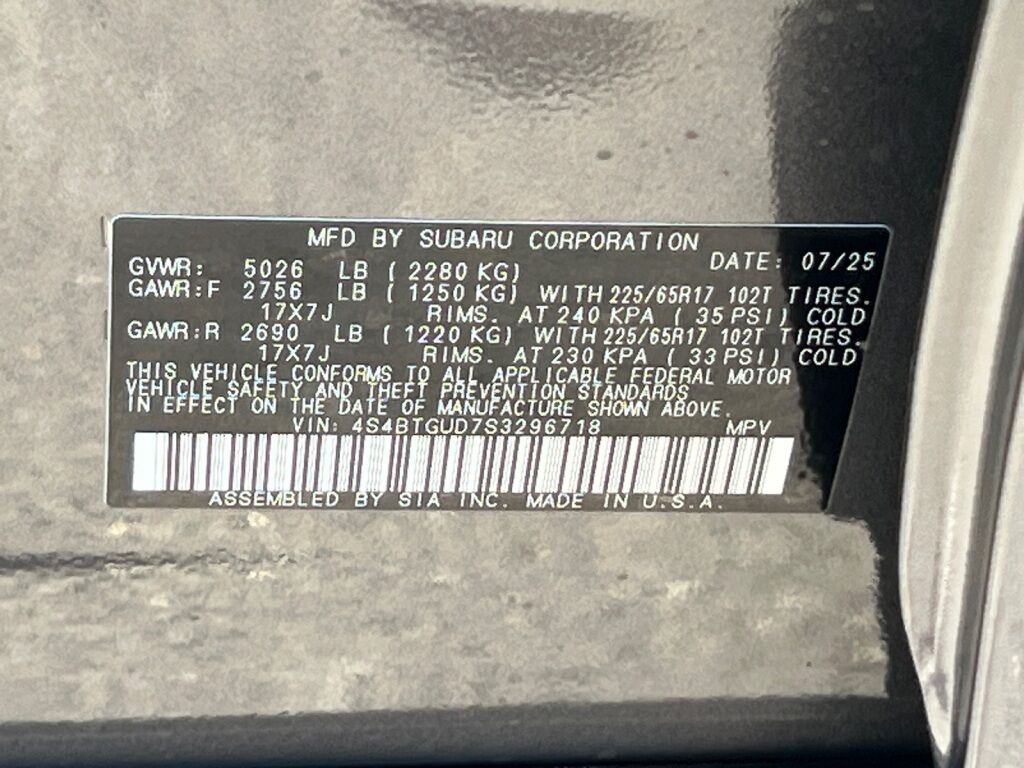 MFD BY SUBARU CORPORATION
DATE: 07/25
GVWR: 5026 LB ( 2280 KG)
GAWR:F 2756 LB ( 1250 KG) WITH 225/65R17 102T TIRES.
17X7J RIMS. AT 240 KPA ( 35 PSI) COLD
GAWR:R 2690 LB ( 1220 KG) WITH 225/65R17 102T TIRES.
17X7J RIMS. AT 230 KPA ( 33 PSI) COLD
THIS VEHICLE CONFORMS TO ALL APPLICABLE FEDERAL MOTOR
VEHICLE SAFETY AND THEFT PREVENTION STANDARDS
IN EFFECT ON THE DATE OF MANUFACTURE SHOWN ABOVE.
VIN: 4S4BTGUD7S3296718 MPV
ASSEMBLED BY SIA INC. MADE IN U.S.A.